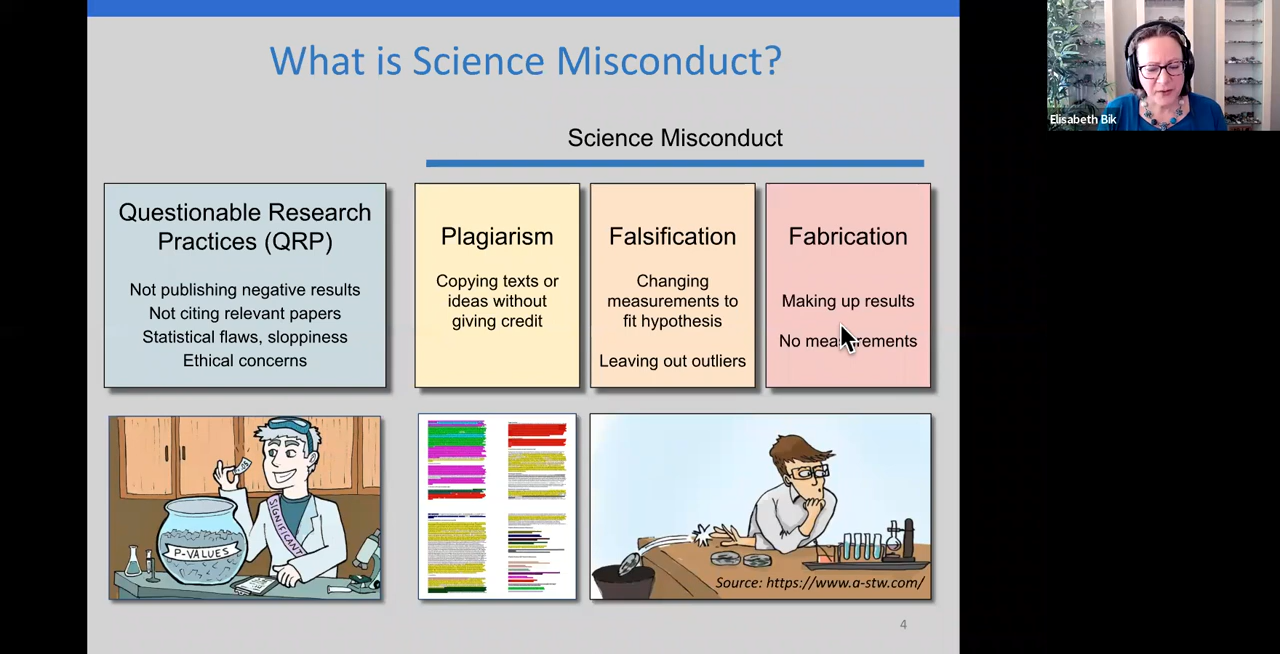 What is Science Misconduct?
Science Misconduct
Questionable Research
Practices (QRP)
Not publishing negative results
Not citing relevant papers
Statistical flaws, sloppiness
Ethical concerns
Plagiarism
Copying texts or
ideas without
giving credit
Falsification
Changing
measurements to
fit hypothesis
Leaving out outliers
Fabrication
Making up results
No measurements
SIGNIFICANT
P-VALUES
Source: https://www.a-stw.com/
4
Elisabeth Bik